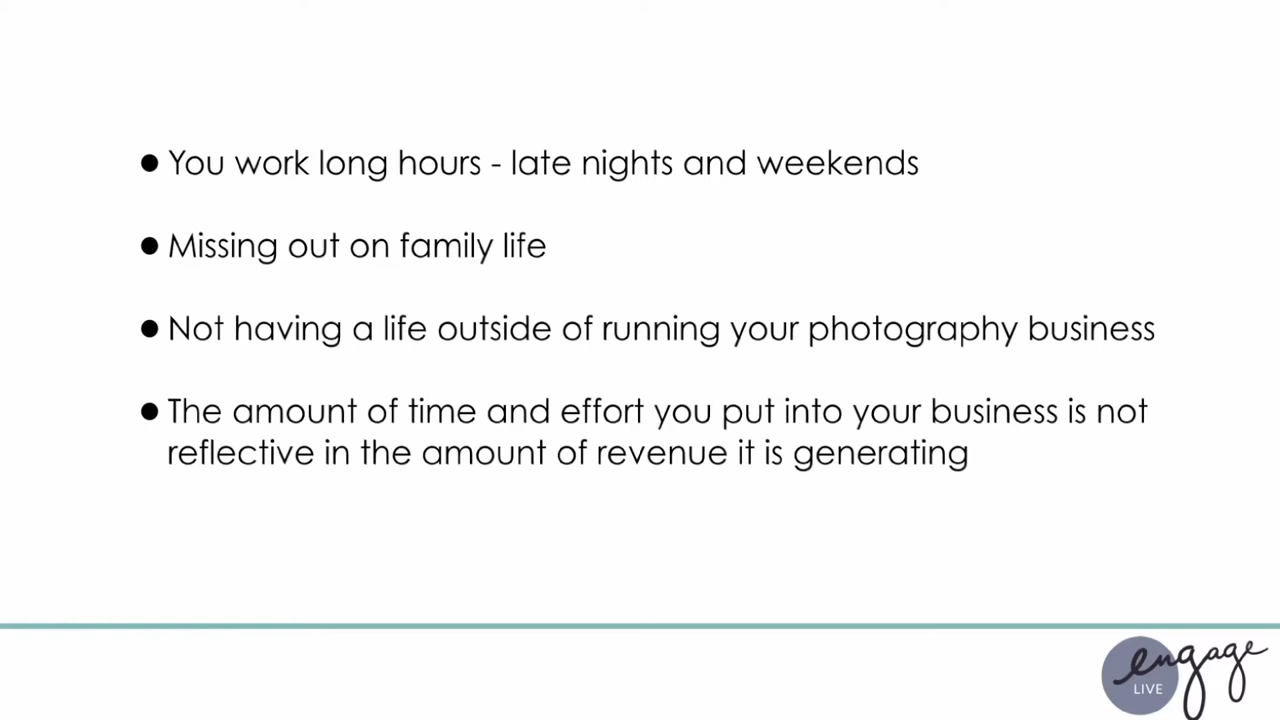 ● You work long hours - late nights and weekends
● Missing out on family life
● Not having a life outside of running your photography business
● The amount of time and effort you put into your business is not
reflective in the amount of revenue it is generating
engage
LIVE